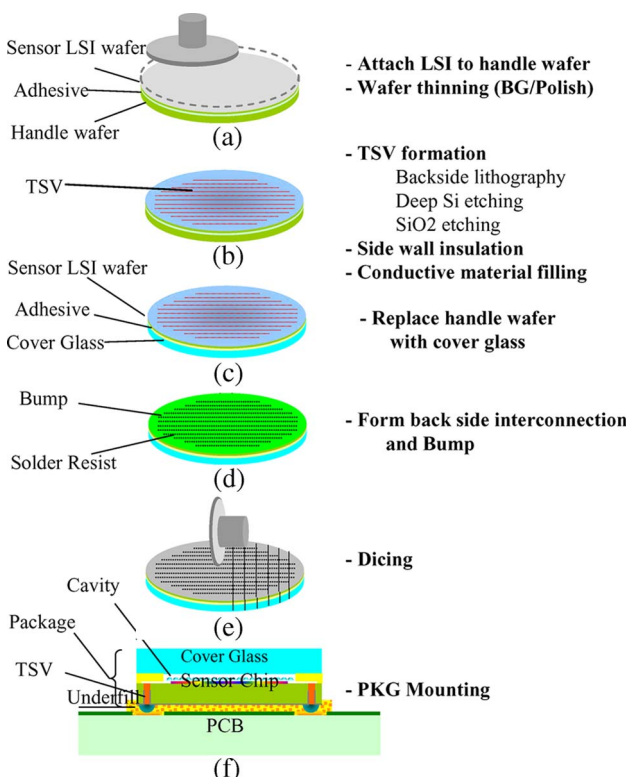 Sensor LSI wafer
Adhesive
Handle wafer
(a)
- Attach LSI to handle wafer
- Wafer thinning (BG/Polish)
TSV
(b)
- TSV formation
Backside lithography
Deep Si etching
SiO2 etching
- Side wall insulation
- Conductive material filling
Sensor LSI wafer
Adhesive
Cover Glass
(c)
- Replace handle wafer
with cover glass
Bump
Solder Resist
(d)
- Form back side interconnection
and Bump
(e)
- Dicing
Cavity
Package
TSV
Underfill
Cover Glass
Sensor Chip
PCB
(f)
- PKG Mounting